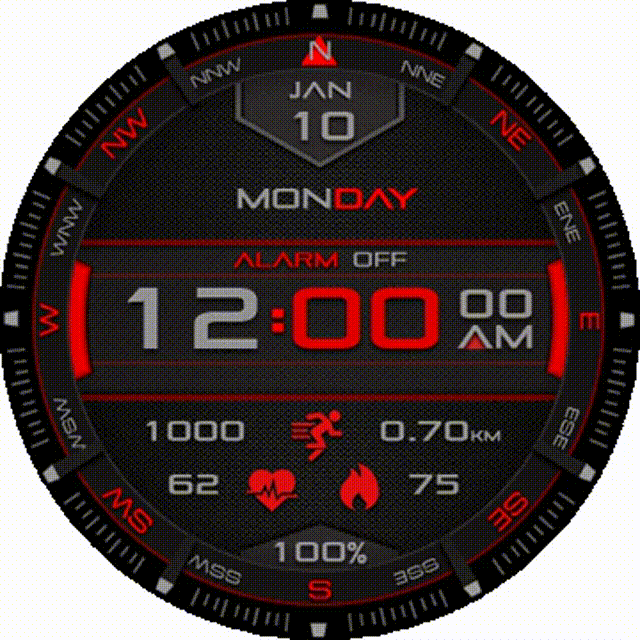 N
NNW NNE
JAN
10
NW NE
MONDAY
WNW ENE
ALARM OFF
12:00 00
AM
W E
1000 0.70KM
WSW ESE
62 75
SW SE
100%
SSW SSE
S